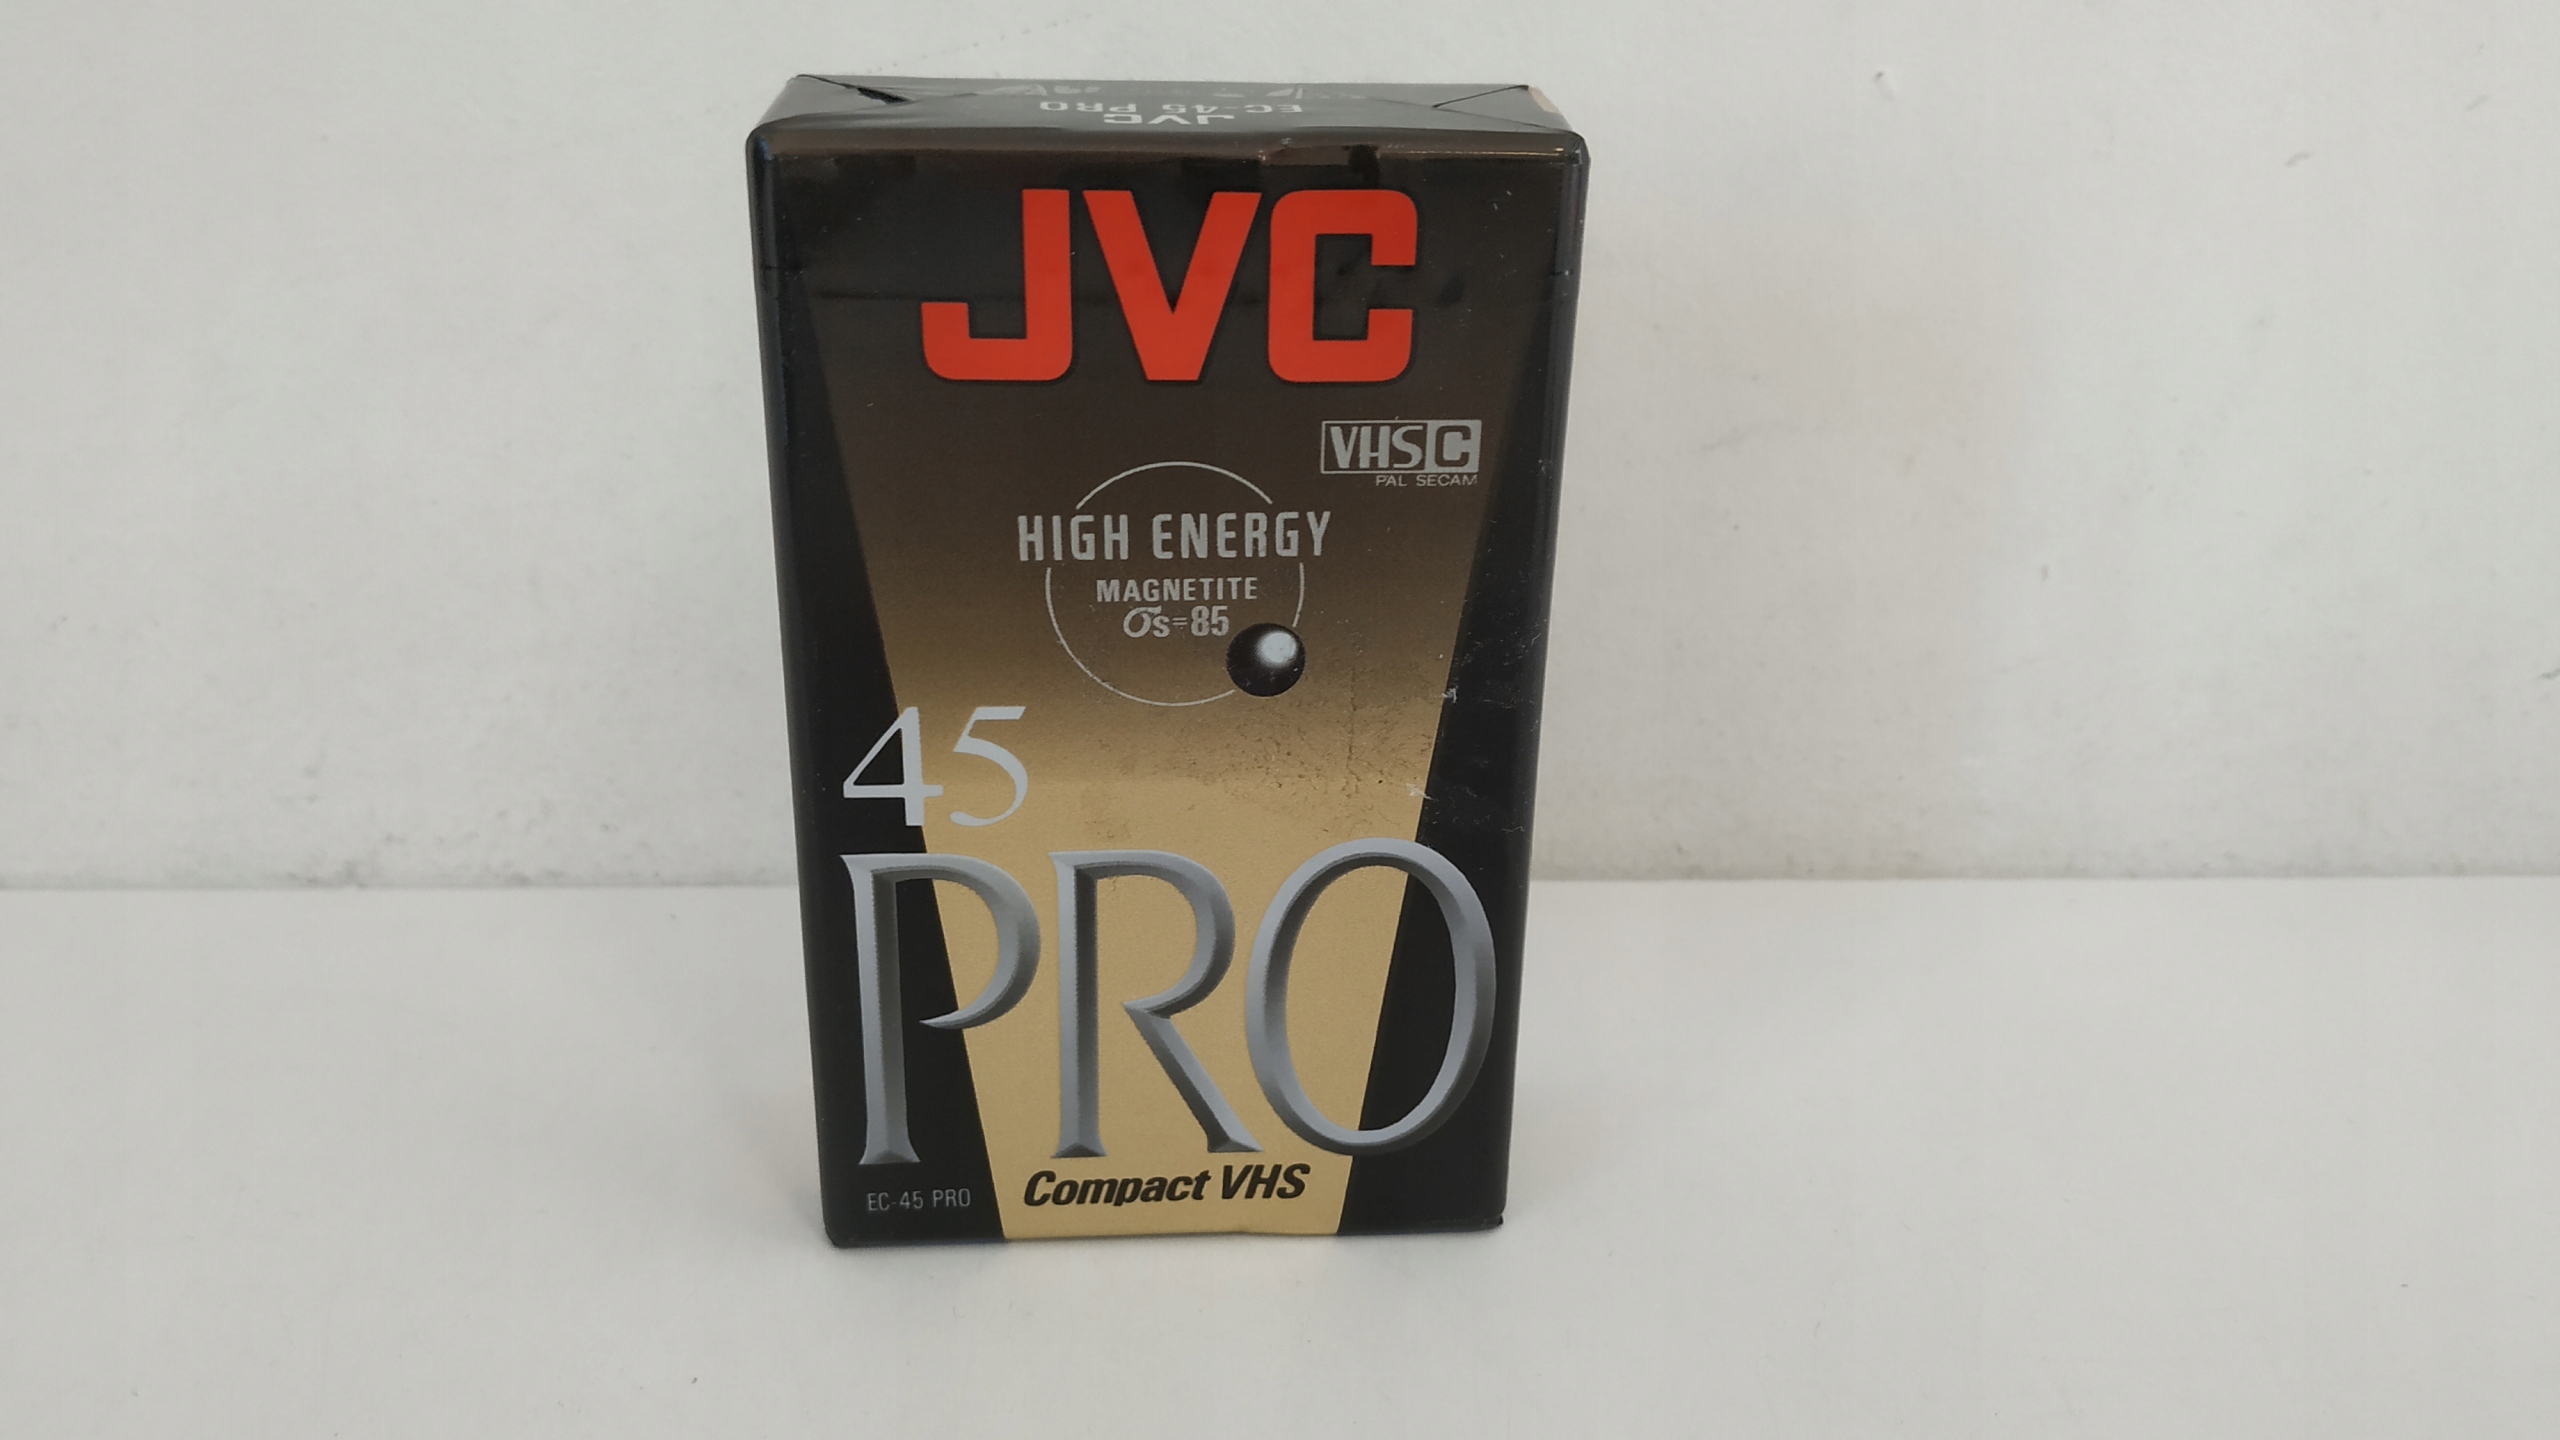 EC-45 PRO
JVC
JVC
VHS C
PAL SECAM
HIGH ENERGY
MAGNETITE
σs=85
45
PRO
Compact VHS
EC-45 PRO